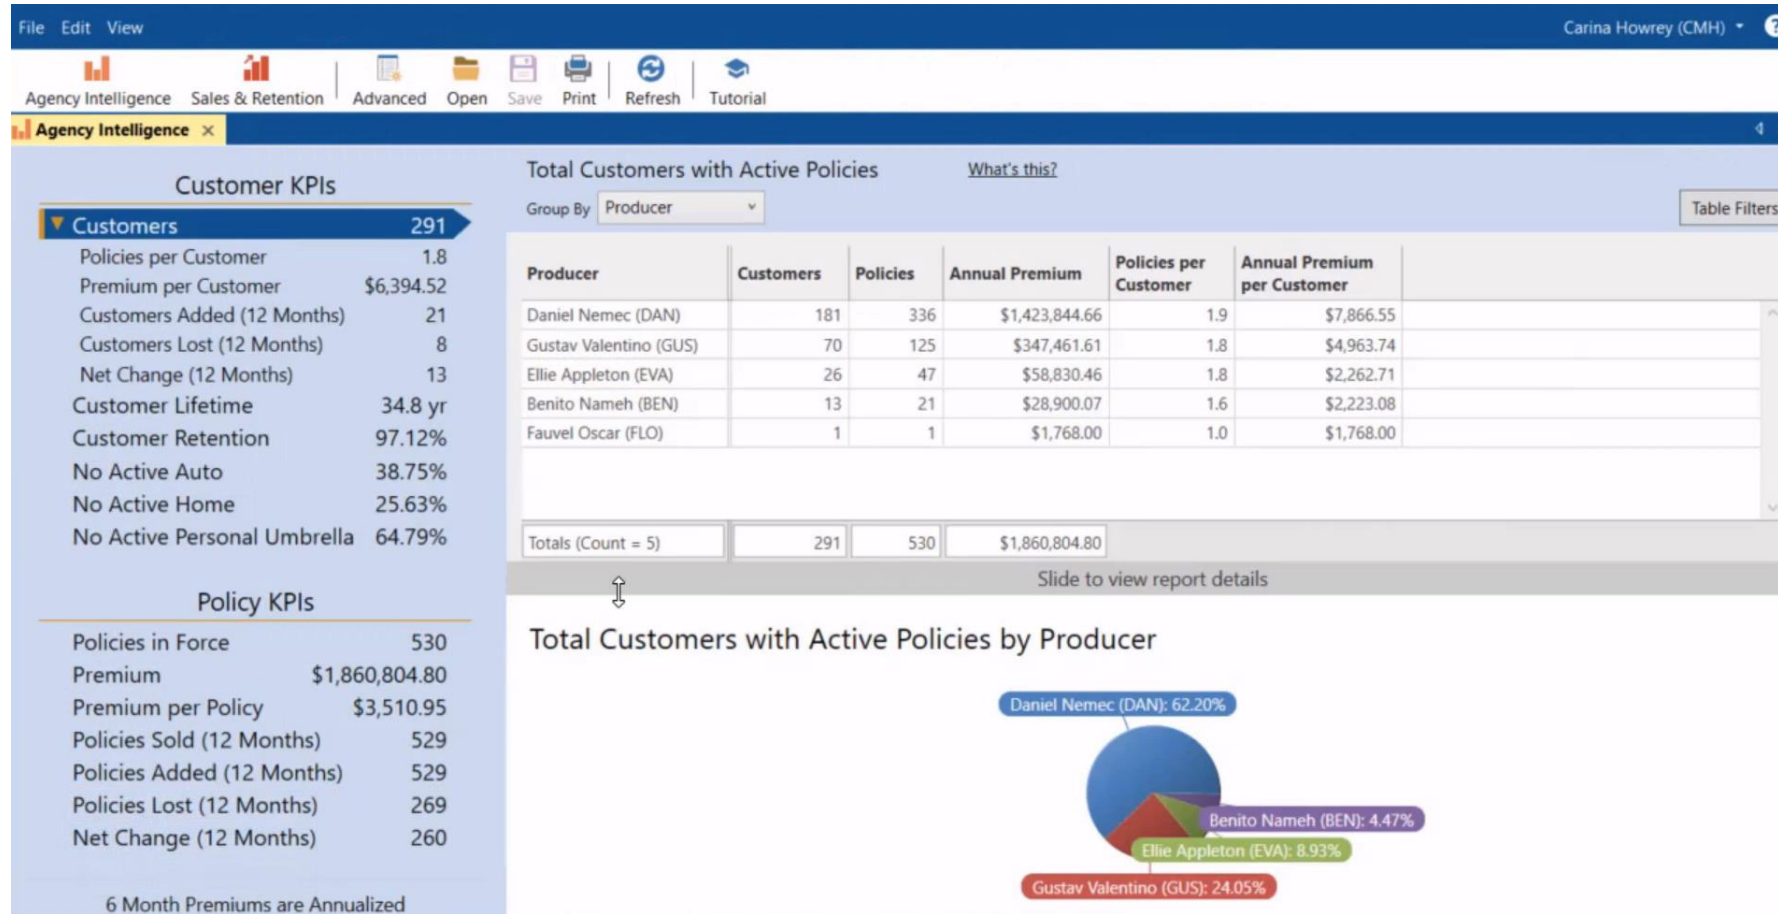 File Edit View
Carina Howrey (CMH)
Agency Intelligence Sales & Retention Advanced Open Save Print Refresh Tutorial
Agency Intelligence
Customer KPIs
Customers 291
Policies per Customer 1.8
Premium per Customer $6,394.52
Customers Added (12 Months) 21
Customers Lost (12 Months) 8
Net Change (12 Months) 13
Customer Lifetime 34.8 yr
Customer Retention 97.12%
No Active Auto 38.75%
No Active Home 25.63%
No Active Personal Umbrella 64.79%
Policy KPIs
Policies in Force 530
Premium $1,860,804.80
Premium per Policy $3,510.95
Policies Sold (12 Months) 529
Policies Added (12 Months) 529
Policies Lost (12 Months) 269
Net Change (12 Months) 260
6 Month Premiums are Annualized
Total Customers with Active Policies What's this?
Group By Producer
Table Filters
Producer Customers Policies Annual Premium Policies per Customer Annual Premium per Customer
Daniel Nemec (DAN) 181 336 $1,423,844.66 1.9 $7,866.55
Gustav Valentino (GUS) 70 125 $347,461.61 1.8 $4,963.74
Ellie Appleton (EVA) 26 47 $58,830.46 1.8 $2,262.71
Benito Nameh (BEN) 13 21 $28,900.07 1.6 $2,223.08
Fauvel Oscar (FLO) 1 1 $1,768.00 1.0 $1,768.00
Totals (Count = 5) 291 530 $1,860,804.80
Slide to view report details
Total Customers with Active Policies by Producer
Daniel Nemec (DAN): 62.20%
Benito Nameh (BEN): 4.47%
Ellie Appleton (EVA): 8.93%
Gustav Valentino (GUS): 24.05%